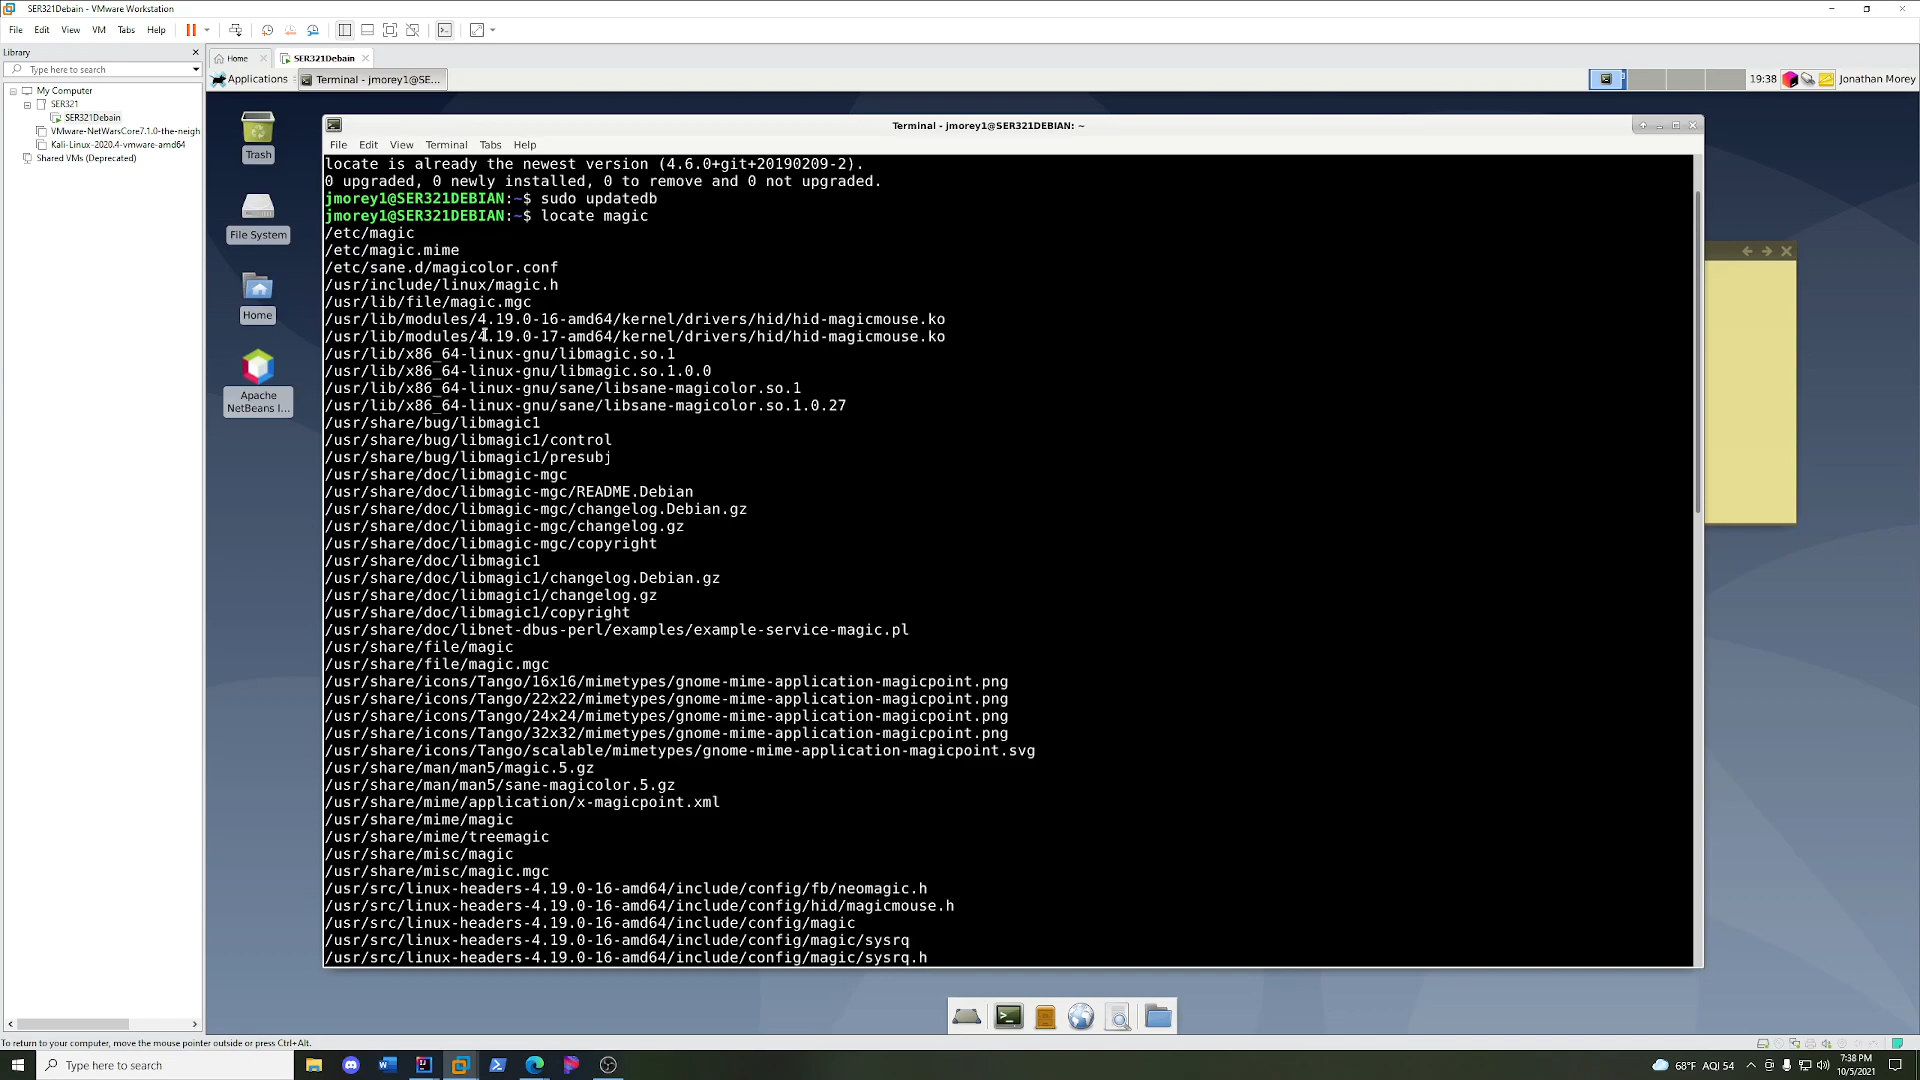 SER321Debain - VMware Workstation
File Edit View VM Tabs Help
Library
Type here to search
My Computer
SER321
SER321Debain
VMware-NetWarsCore7.1.0-the-neigh
Kali-Linux-2020.4-vmware-amd64
Shared VMs (Deprecated)
Home
SER321Debain
Applications
Terminal - jmorey1@SE...
19:38
Jonathan Morey
Trash
File System
Home
Apache
NetBeans I...
Terminal - jmorey1@SER321DEBIAN: ~
File Edit View Terminal Tabs Help
locate is already the newest version (4.6.0+git+20190209-2).
0 upgraded, 0 newly installed, 0 to remove and 0 not upgraded.
jmorey1@SER321DEBIAN:~$ sudo updatedb
jmorey1@SER321DEBIAN:~$ locate magic
/etc/magic
/etc/magic.mime
/etc/sane.d/magicolor.conf
/usr/include/linux/magic.h
/usr/lib/file/magic.mgc
/usr/lib/modules/4.19.0-16-amd64/kernel/drivers/hid/hid-magicmouse.ko
/usr/lib/modules/4.19.0-17-amd64/kernel/drivers/hid/hid-magicmouse.ko
/usr/lib/x86_64-linux-gnu/libmagic.so.1
/usr/lib/x86_64-linux-gnu/libmagic.so.1.0.0
/usr/lib/x86_64-linux-gnu/sane/libsane-magicolor.so.1
/usr/lib/x86_64-linux-gnu/sane/libsane-magicolor.so.1.0.27
/usr/share/bug/libmagic1
/usr/share/bug/libmagic1/control
/usr/share/bug/libmagic1/presubj
/usr/share/doc/libmagic-mgc
/usr/share/doc/libmagic-mgc/README.Debian
/usr/share/doc/libmagic-mgc/changelog.Debian.gz
/usr/share/doc/libmagic-mgc/changelog.gz
/usr/share/doc/libmagic-mgc/copyright
/usr/share/doc/libmagic1
/usr/share/doc/libmagic1/changelog.Debian.gz
/usr/share/doc/libmagic1/changelog.gz
/usr/share/doc/libmagic1/copyright
/usr/share/doc/libnet-dbus-perl/examples/example-service-magic.pl
/usr/share/file/magic
/usr/share/file/magic.mgc
/usr/share/icons/Tango/16x16/mimetypes/gnome-mime-application-magicpoint.png
/usr/share/icons/Tango/22x22/mimetypes/gnome-mime-application-magicpoint.png
/usr/share/icons/Tango/24x24/mimetypes/gnome-mime-application-magicpoint.png
/usr/share/icons/Tango/32x32/mimetypes/gnome-mime-application-magicpoint.png
/usr/share/icons/Tango/scalable/mimetypes/gnome-mime-application-magicpoint.svg
/usr/share/man/man5/magic.5.gz
/usr/share/man/man5/sane-magicolor.5.gz
/usr/share/mime/application/x-magicpoint.xml
/usr/share/mime/magic
/usr/share/mime/treemagic
/usr/share/misc/magic
/usr/share/misc/magic.mgc
/usr/src/linux-headers-4.19.0-16-amd64/include/config/fb/neomagic.h
/usr/src/linux-headers-4.19.0-16-amd64/include/config/hid/magicmouse.h
/usr/src/linux-headers-4.19.0-16-amd64/include/config/magic
/usr/src/linux-headers-4.19.0-16-amd64/include/config/magic/sysrq
/usr/src/linux-headers-4.19.0-16-amd64/include/config/magic/sysrq.h
To return to your computer, move the mouse pointer outside or press Ctrl+Alt.
Type here to search
68°F AQI 54
7:38 PM
10/5/2021